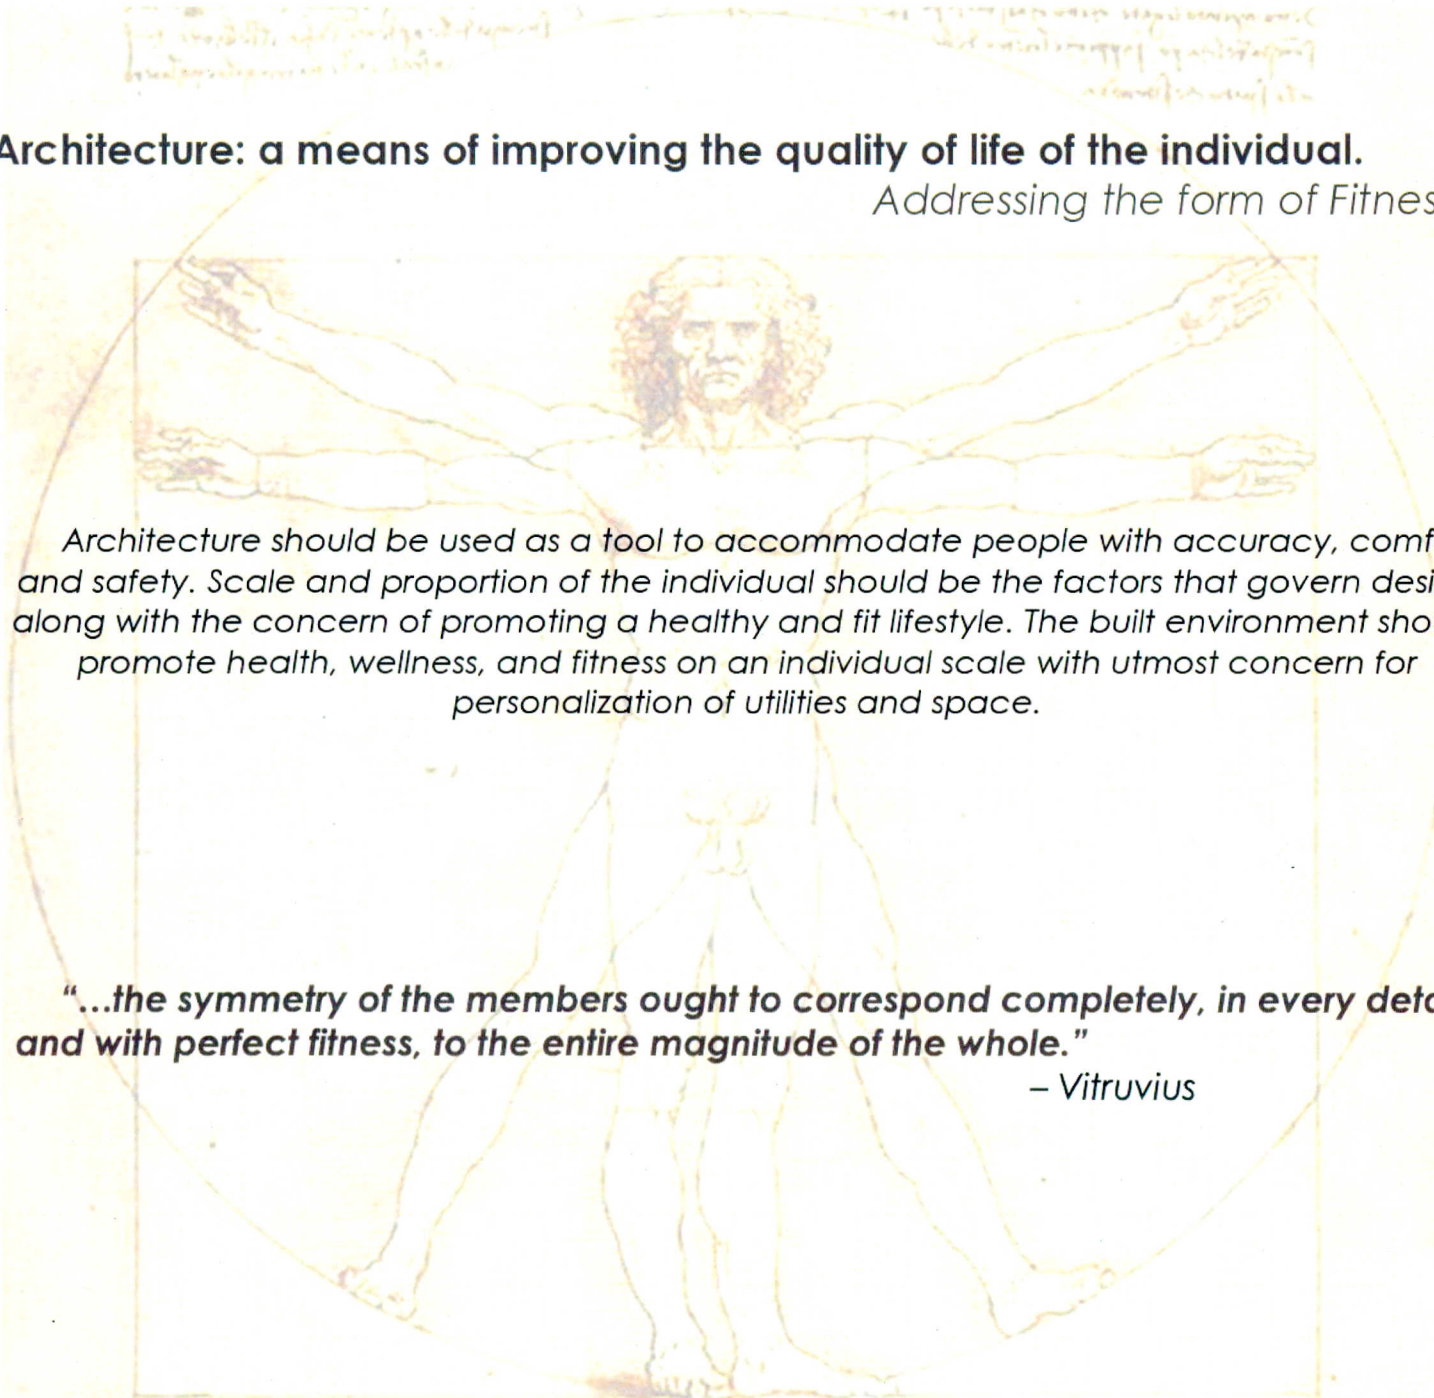 Architecture: a means of improving the quality of life of the individual.
Addressing the form of Fitnes
Architecture should be used as a tool to accommodate people with accuracy, comf
and safety. Scale and proportion of the individual should be the factors that govern desi
along with the concern of promoting a healthy and fit lifestyle. The built environment sho
promote health, wellness, and fitness on an individual scale with utmost concern for
personalization of utilities and space.
"...the symmetry of the members ought to correspond completely, in every deta
and with perfect fitness, to the entire magnitude of the whole."
– Vitruvius